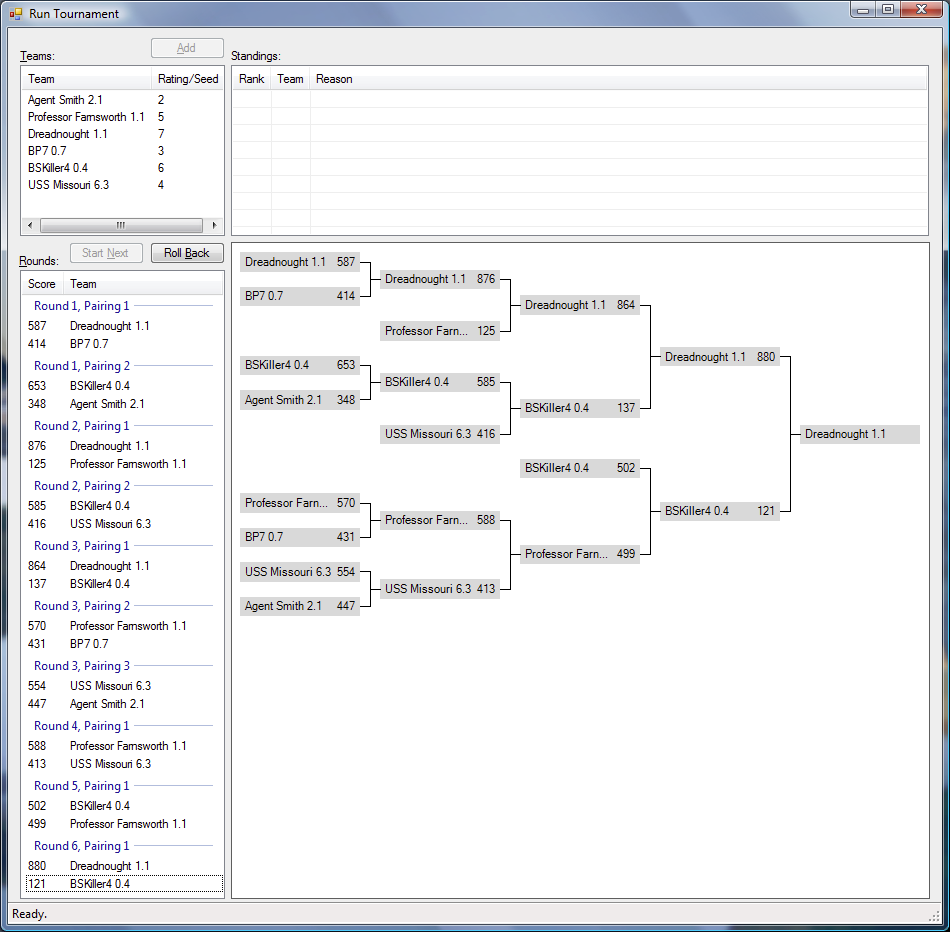 Run Tournament
Teams:
Add
Team Rating/Seed
Agent Smith 2.1 2
Professor Farnsworth 1.1 5
Dreadnought 1.1 7
BP7 0.7 3
BSKiller4 0.4 6
USS Missouri 6.3 4
Standings:
Rank Team Reason
Rounds:
Start Next
Roll Back
Score Team
Round 1, Pairing 1
587 Dreadnought 1.1
414 BP7 0.7
Round 1, Pairing 2
653 BSKiller4 0.4
348 Agent Smith 2.1
Round 2, Pairing 1
876 Dreadnought 1.1
125 Professor Farnsworth 1.1
Round 2, Pairing 2
585 BSKiller4 0.4
416 USS Missouri 6.3
Round 3, Pairing 1
864 Dreadnought 1.1
137 BSKiller4 0.4
Round 3, Pairing 2
570 Professor Farnsworth 1.1
431 BP7 0.7
Round 3, Pairing 3
554 USS Missouri 6.3
447 Agent Smith 2.1
Round 4, Pairing 1
588 Professor Farnsworth 1.1
413 USS Missouri 6.3
Round 5, Pairing 1
502 BSKiller4 0.4
499 Professor Farnsworth 1.1
Round 6, Pairing 1
880 Dreadnought 1.1
121 BSKiller4 0.4
Dreadnought 1.1 587
BP7 0.7 414
BSKiller4 0.4 653
Agent Smith 2.1 348
Professor Farn... 570
BP7 0.7 431
USS Missouri 6.3 554
Agent Smith 2.1 447
Dreadnought 1.1 876
Professor Farn... 125
BSKiller4 0.4 585
USS Missouri 6.3 416
Professor Farn... 588
USS Missouri 6.3 413
Dreadnought 1.1 864
BSKiller4 0.4 137
BSKiller4 0.4 502
Professor Farn... 499
Dreadnought 1.1 880
BSKiller4 0.4 121
Dreadnought 1.1
Ready.